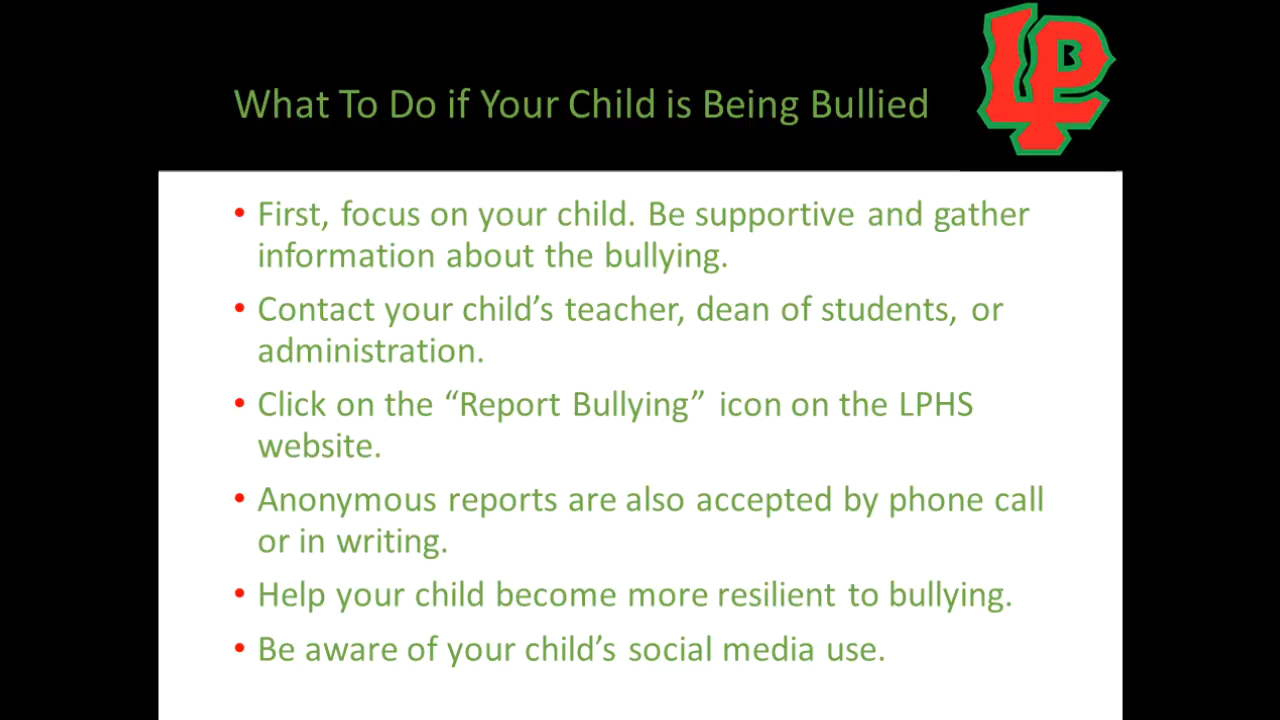 What To Do if Your Child is Being Bullied
LPB
• First, focus on your child. Be supportive and gather
information about the bullying.
• Contact your child’s teacher, dean of students, or
administration.
• Click on the “Report Bullying” icon on the LPHS
website.
• Anonymous reports are also accepted by phone call
or in writing.
• Help your child become more resilient to bullying.
• Be aware of your child’s social media use.